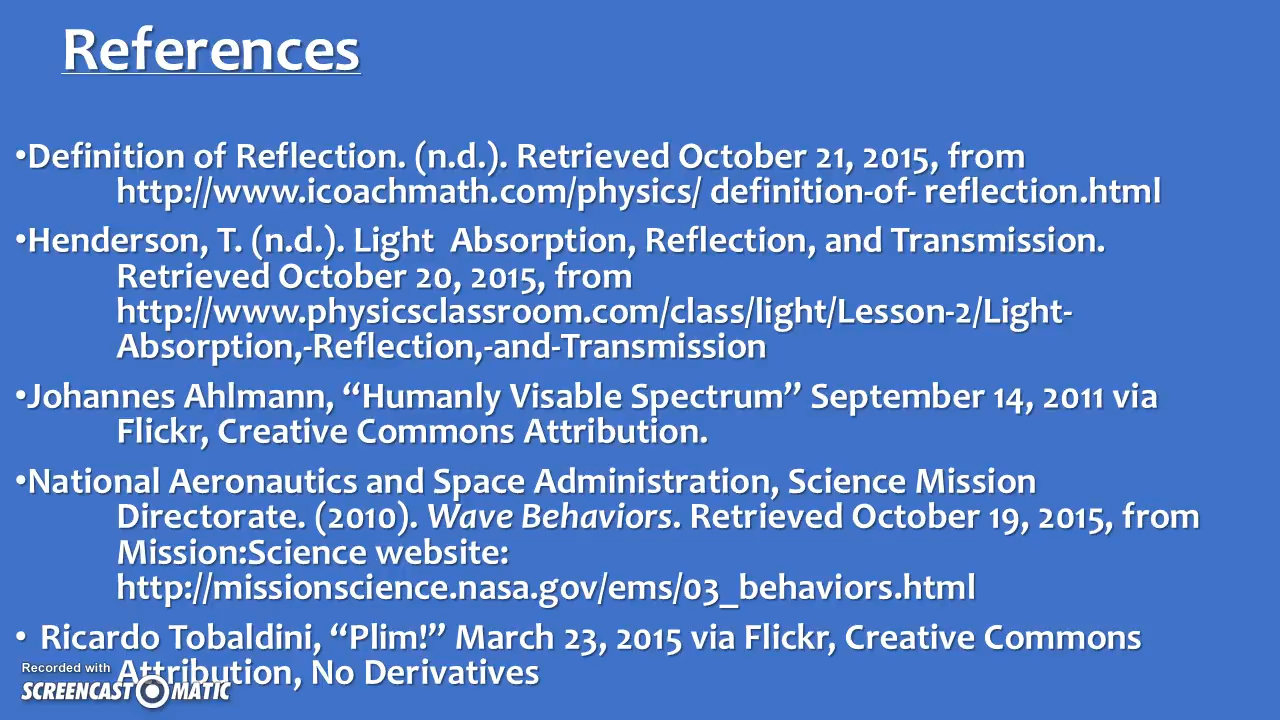 References
•Definition of Reflection. (n.d.). Retrieved October 21, 2015, from
http://www.icoachmath.com/physics/ definition-of- reflection.html
•Henderson, T. (n.d.). Light  Absorption, Reflection, and Transmission.
Retrieved October 20, 2015, from
http://www.physicsclassroom.com/class/light/Lesson-2/Light-
Absorption,-Reflection,-and-Transmission
•Johannes Ahlmann, “Humanly Visable Spectrum” September 14, 2011 via
Flickr, Creative Commons Attribution.
•National Aeronautics and Space Administration, Science Mission
Directorate. (2010). Wave Behaviors. Retrieved October 19, 2015, from
Mission:Science website:
http://missionscience.nasa.gov/ems/03_behaviors.html
• Ricardo Tobaldini, “Plim!” March 23, 2015 via Flickr, Creative Commons
Attribution, No Derivatives
Recorded with
SCREENCAST-O-MATIC